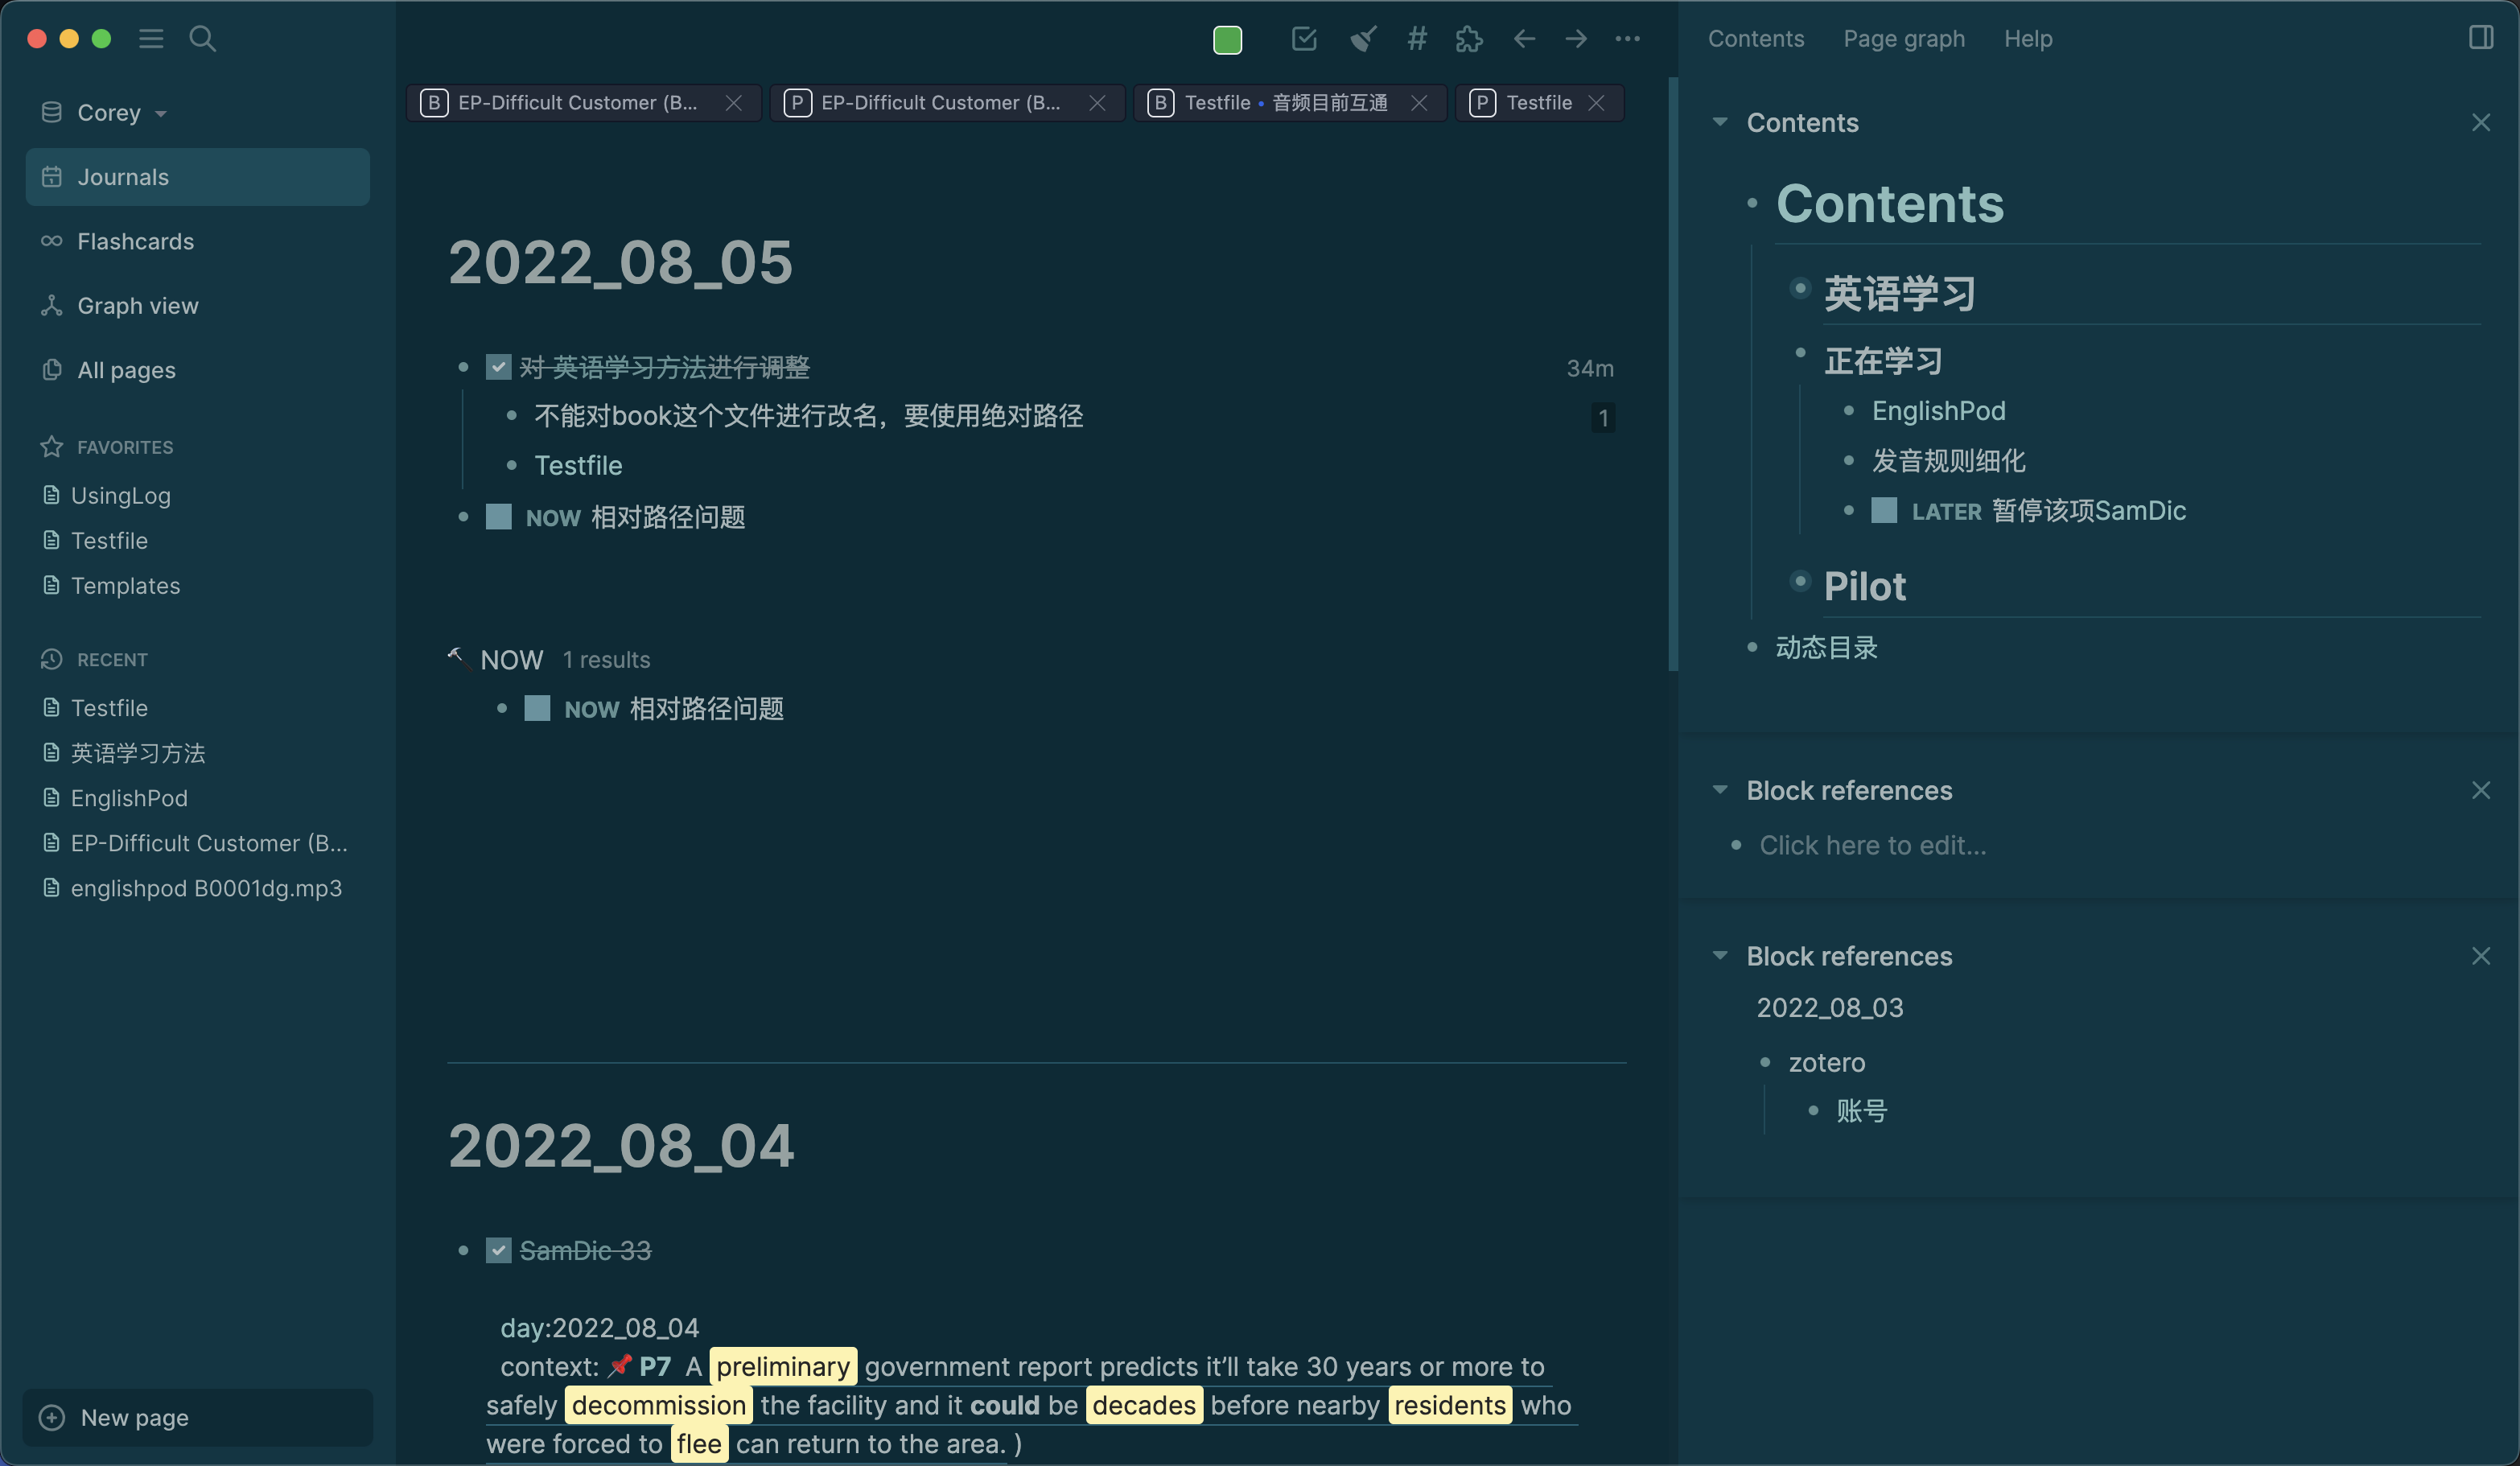 Corey
Journals
Flashcards
Graph view
All pages
FAVORITES
UsingLog
Testfile
Templates
RECENT
Testfile
英语学习方法
EnglishPod
EP-Difficult Customer (B...
englishpod B0001dg.mp3
New page
B EP-Difficult Customer (B...
P EP-Difficult Customer (B...
B Testfile • 音频目前互通
P Testfile
2022_08_05
对 英语学习方法进行调整 34m
不能对book这个文件进行改名，要使用绝对路径 1
Testfile
NOW 相对路径问题
NOW 1 results
NOW 相对路径问题
2022_08_04
SamDic 33
day:2022_08_04
context: 📌 P7 A preliminary government report predicts it’ll take 30 years or more to
safely decommission the facility and it could be decades before nearby residents who
were forced to flee can return to the area. )
Contents Page graph Help
Contents
Contents
英语学习
正在学习
EnglishPod
发音规则细化
LATER 暂停该项SamDic
Pilot
动态目录
Block references
Click here to edit...
Block references
2022_08_03
zotero
账号